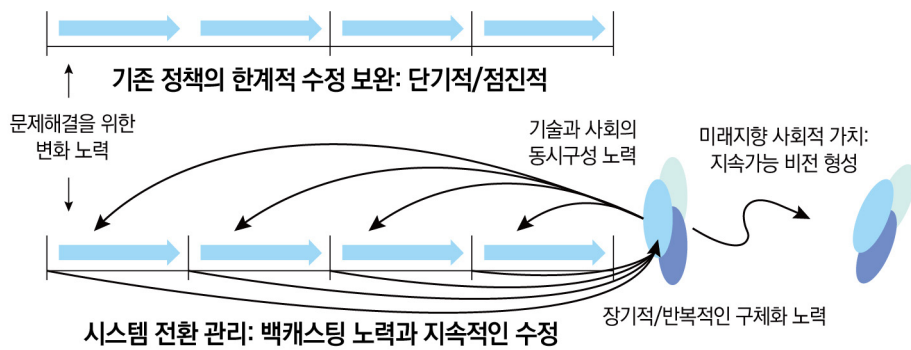 기존 정책의 한계적 수정 보완: 단기적/점진적
문제해결을 위한
변화 노력
기술과 사회의
동시구성 노력
미래지향 사회적 가치:
지속가능 비전 형성
장기적/반복적인 구체화 노력
시스템 전환 관리: 백캐스팅 노력과 지속적인 수정